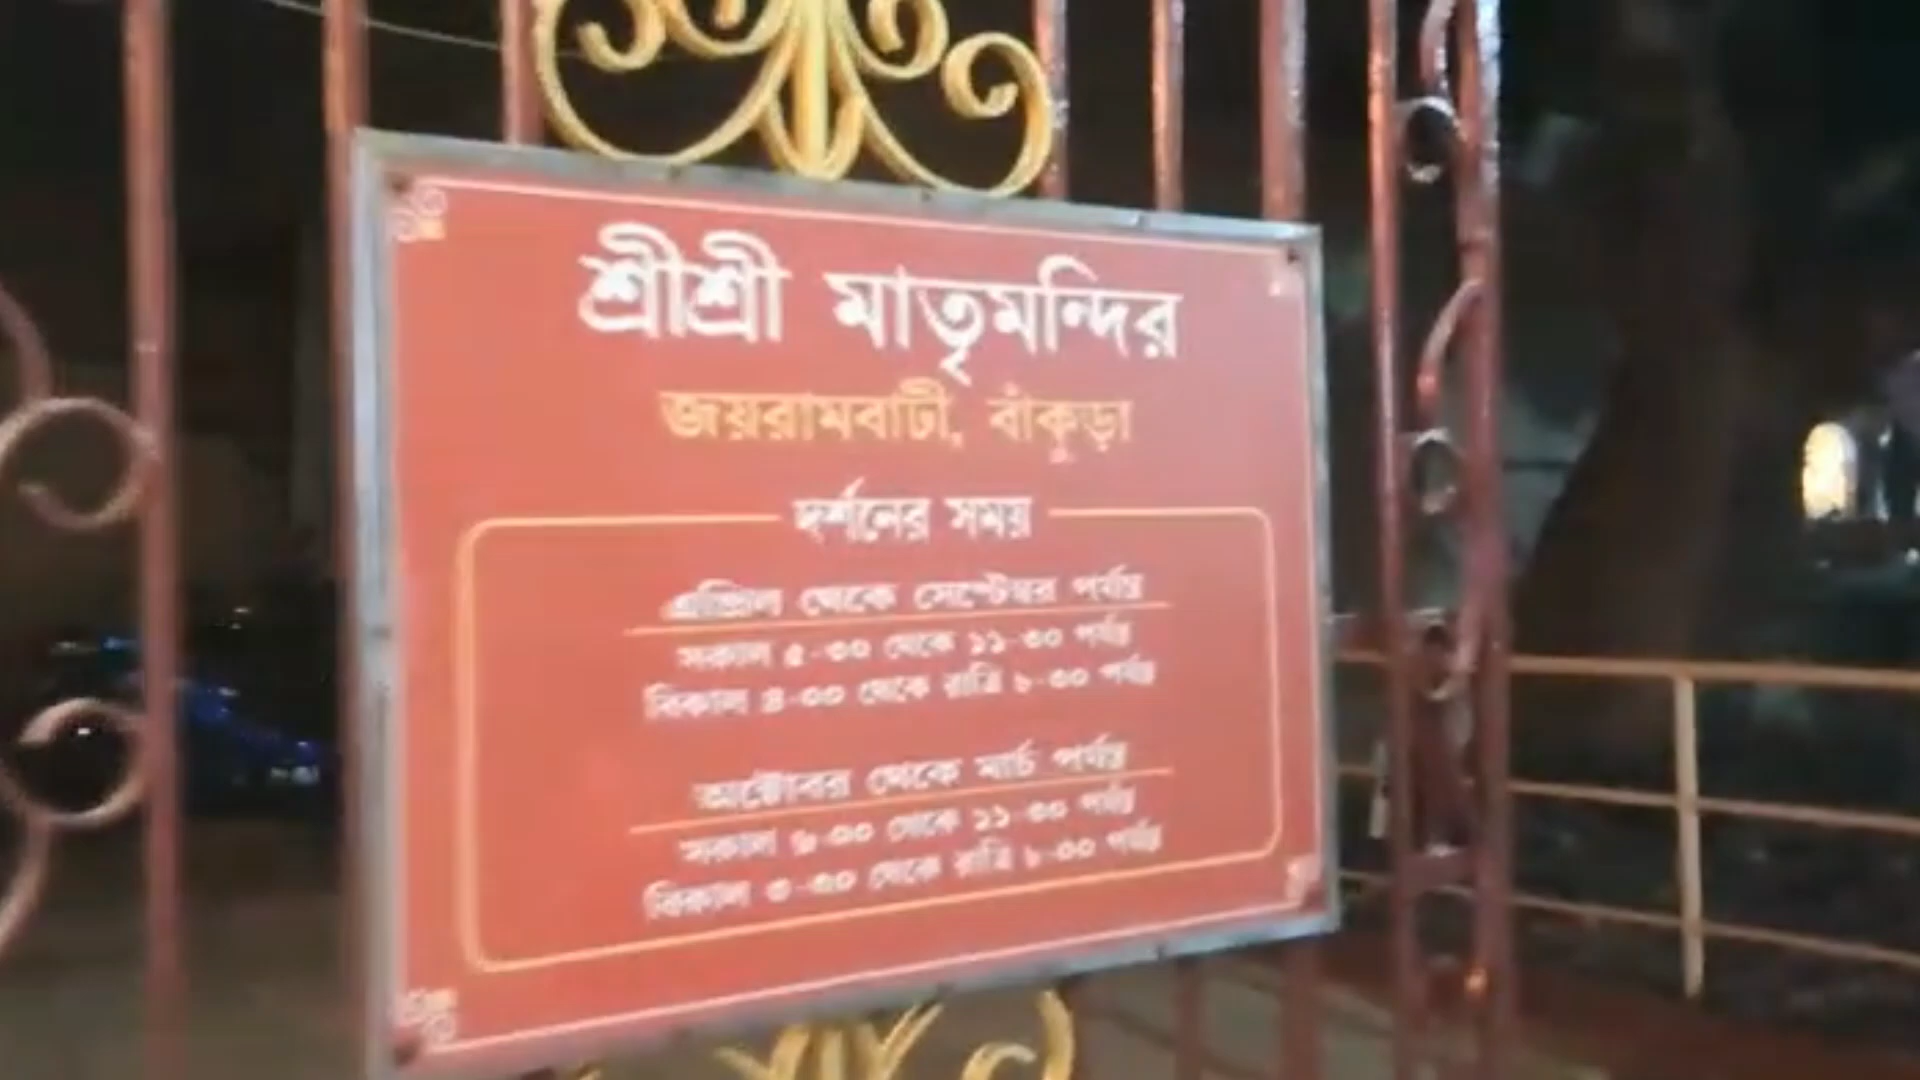 শ্রীশ্রী মাতৃমন্দির
জয়রামবাটী, বাঁকুড়া
দর্শনের সময়
এপ্রিল থেকে সেপ্টেম্বর পর্যন্ত
সকাল ৫-৩০ থেকে ১১-৩০ পর্যন্ত
বিকাল ৪-০০ থেকে রাত্রি ৮-৩০ পর্যন্ত
অক্টোবর থেকে মার্চ পর্যন্ত
সকাল ৬-০০ থেকে ১১-৩০ পর্যন্ত
বিকাল ৩-৩০ থেকে রাত্রি ৮-০০ পর্যন্ত